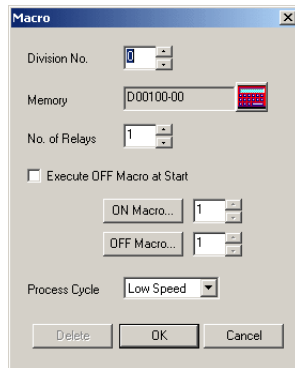 Macro
Division No. 0
Memory D00100-00
No. of Relays 1
Execute OFF Macro at Start
ON Macro... 1
OFF Macro... 1
Process Cycle Low Speed
Delete OK Cancel